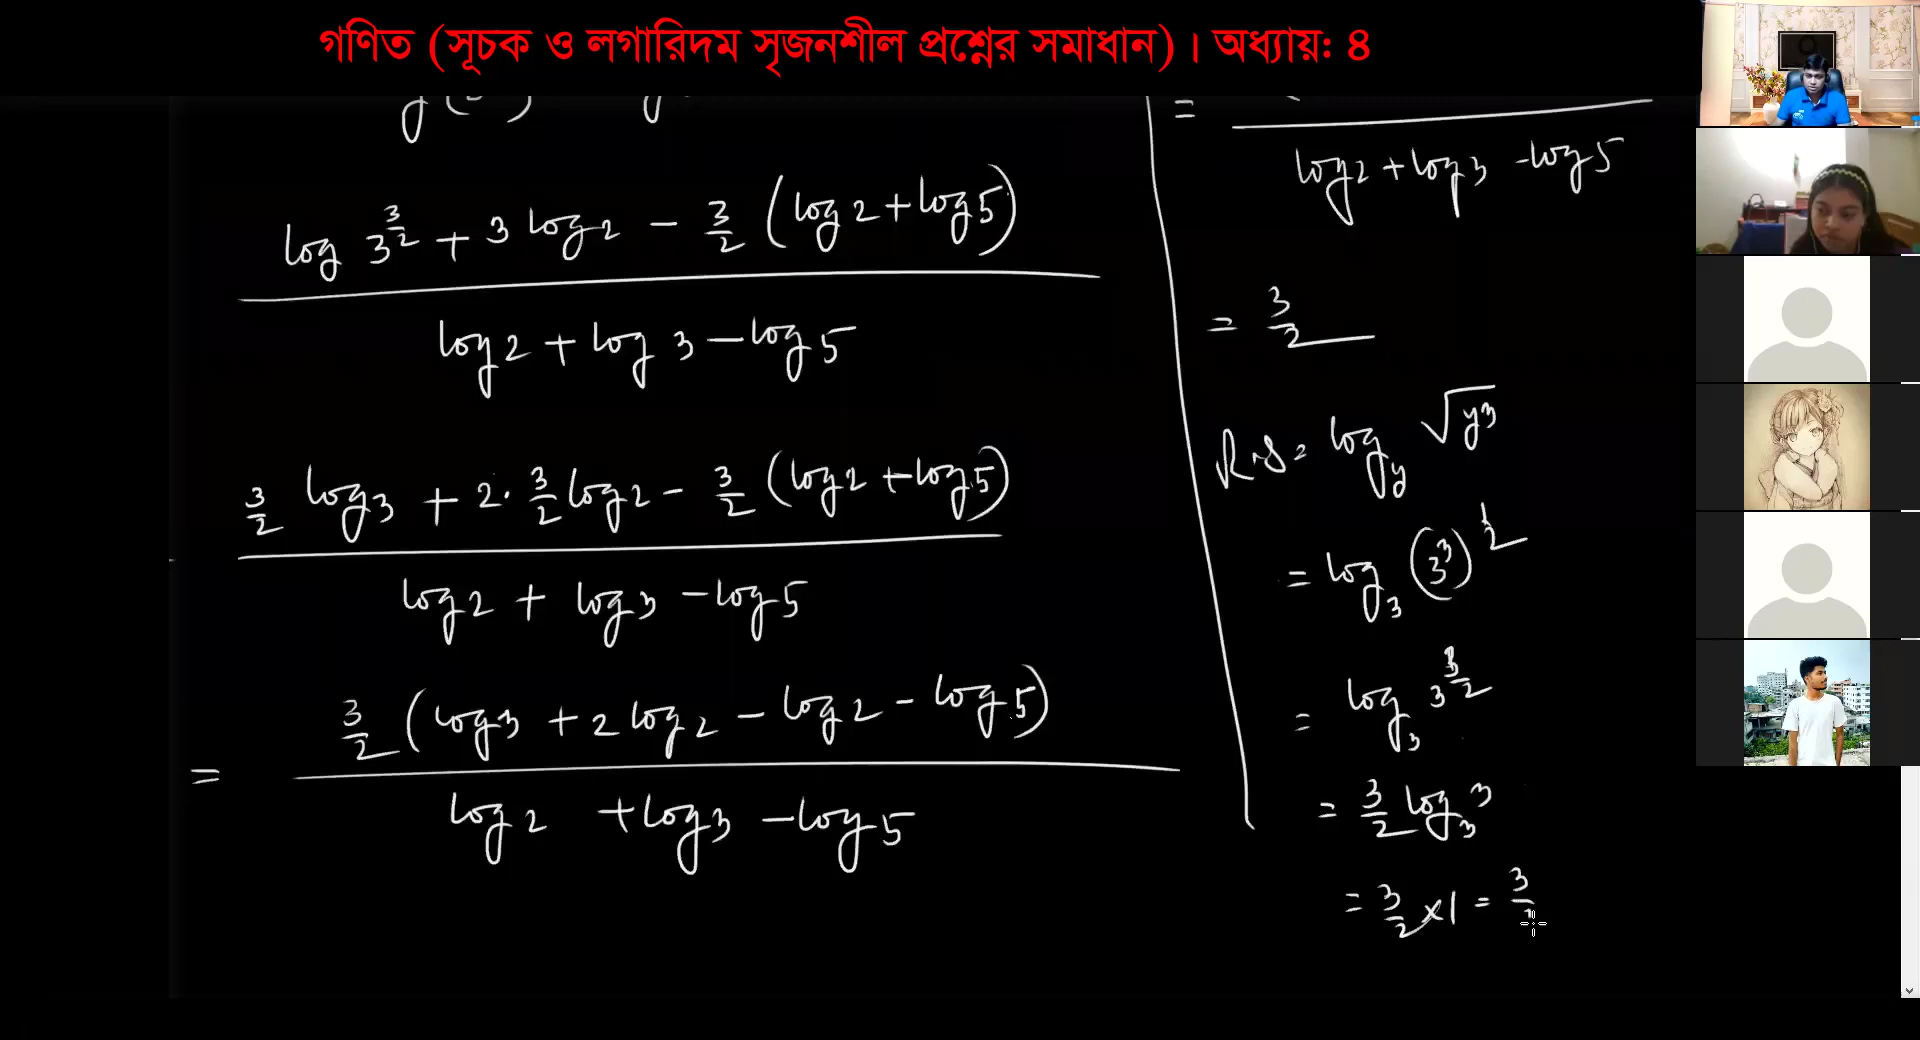 গণিত (সূচক ও লগারিদম সৃজনশীল প্রশ্নের সমাধান)। অধ্যায়: ৪
log 3^{3/2} + 3 log 2 − 3/2 (log 2 + log 5)
log 2 + log 3 − log 5
3/2 log 3 + 2 · 3/2 log 2 − 3/2 (log 2 + log 5)
log 2 + log 3 − log 5
= 3/2 (log 3 + 2 log 2 − log 2 − log 5)
log 2 + log 3 − log 5
=
log 2 + log 3 − log 5
= 3/2
R.S = log_y √y³
= log_3 (3³)^{1/2}
= log_3 3^{3/2}
= 3/2 log_3 3
= 3/2 × 1 = 3/2